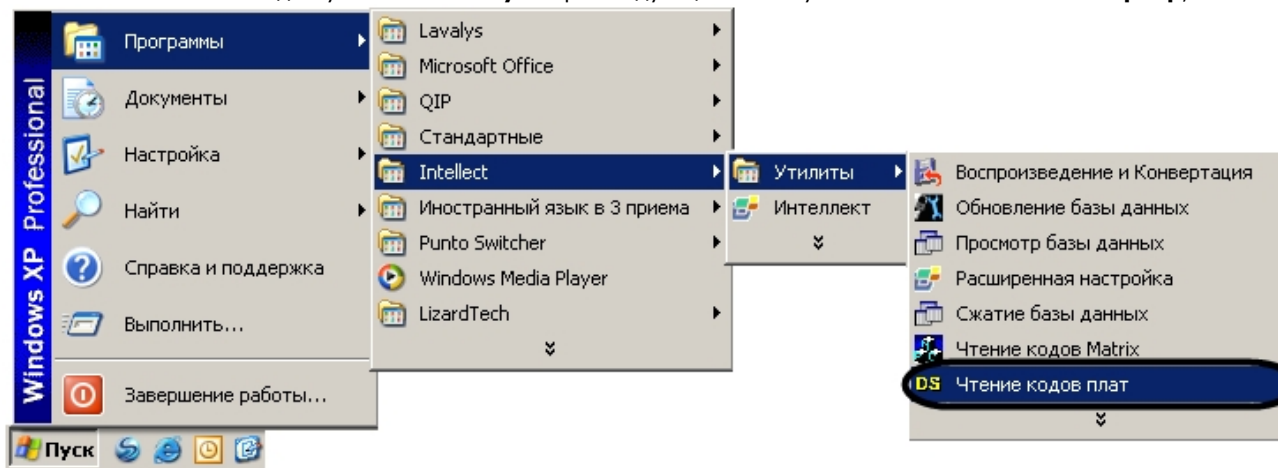 Windows XP Professional
Программы
Документы
Настройка
Найти
Справка и поддержка
Выполнить...
Завершение работы...
Пуск
Lavalys
Microsoft Office
QIP
Стандартные
Intellect
Иностранный язык в 3 приема
Punto Switcher
Windows Media Player
LizardTech
Утилиты
Интеллект
Воспроизведение и Конвертация
Обновление базы данных
Просмотр базы данных
Расширенная настройка
Сжатие базы данных
Чтение кодов Matrix
DS Чтение кодов плат